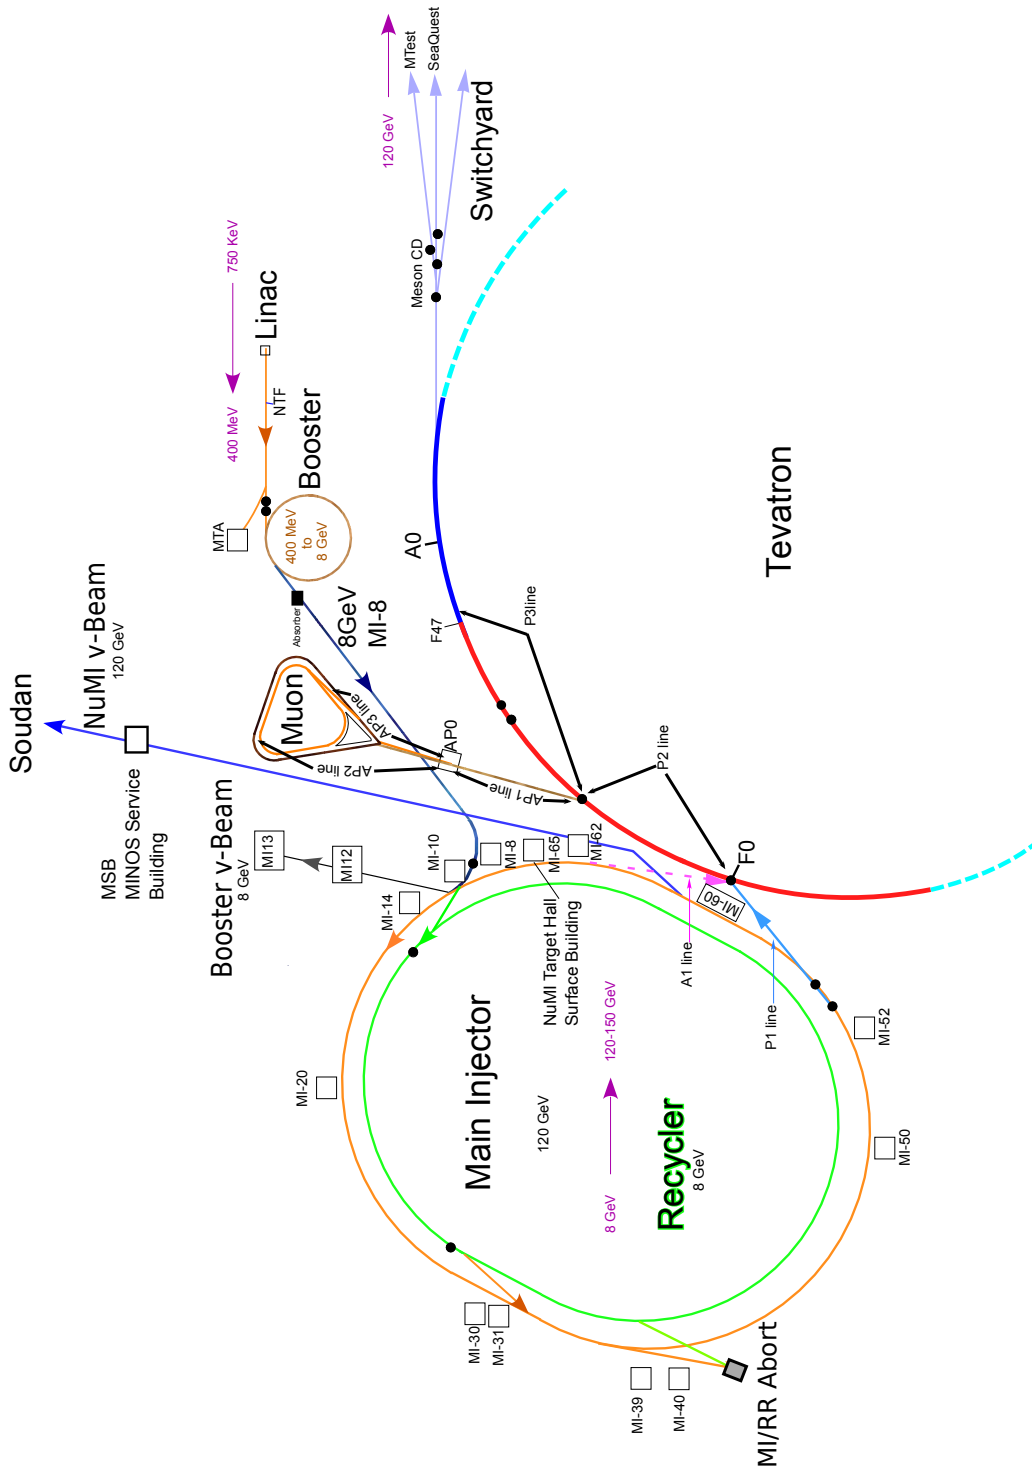 Soudan
NuMI ν-Beam
120 GeV
MSB
MINOS Service
Building
Booster ν-Beam
8 GeV
MI13
MI12
MTA
400 MeV
750 KeV
Linac
NTF
Booster
400 MeV
to
8 GeV
Absorber
8GeV
MI-8
Muon
AP2 line
AP3 line
AP0
AP1 line
120 GeV
MTest
SeaQuest
Switchyard
Meson CD
A0
F47
P3line
P2 line
Tevatron
F0
MI-60
MI-10
MI-8
MI-14
MI-65
MI-62
NuMI Target Hall
Surface Building
A1 line
P1 line
MI-52
MI-50
MI-20
Main Injector
120 GeV
8 GeV
120-150 GeV
Recycler
8 GeV
MI-30
MI-31
MI-39
MI-40
MI/RR Abort